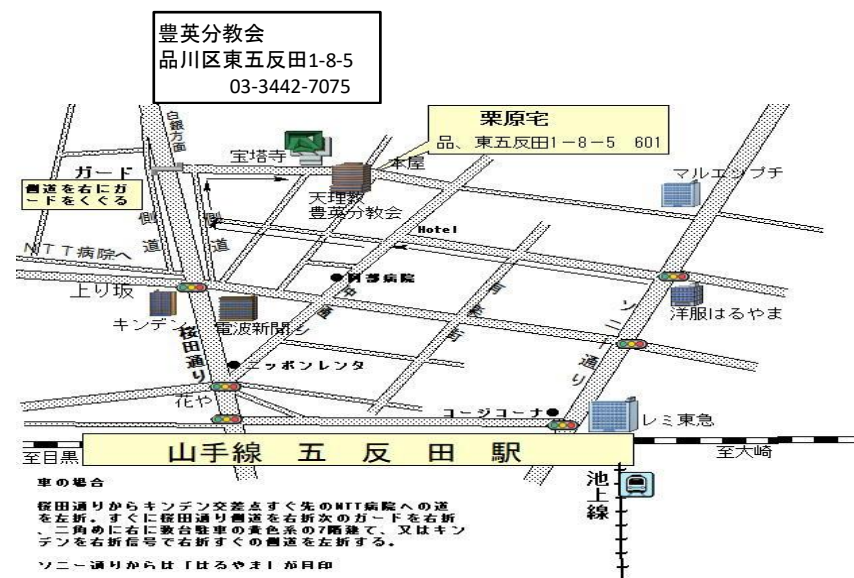 豊英分教会
品川区東五反田1-8-5
03-3442-7075
白銀方面
栗原宅
品、東五反田1－8－5 601
宝塔寺
本屋
ガード
マルエツプチ
側道を右にガ
ードをくぐる
天理教
豊英分教会
側道
側道
Hotel
NTT病院へ
阿部病院
上り坂
中通
有楽街
ソニー通り
洋服はるやま
キンデン
電波新聞シ
桜田通り
ニッポンレンタ
花や
コージコーナ
レミ東急
山手線 五反田駅
至目黒
至大崎
池上線
車の場合
桜田通りからキンデン交差点すぐ先のNTT病院への道
を左折。すぐに桜田通り側道を右折次のガードを右折
、二角めに右に数台駐車の黄色系の7階建て、又はキン
デンを右折信号で右折すぐの側道を左折する。
ソニー通りからは「はるやま」が目印